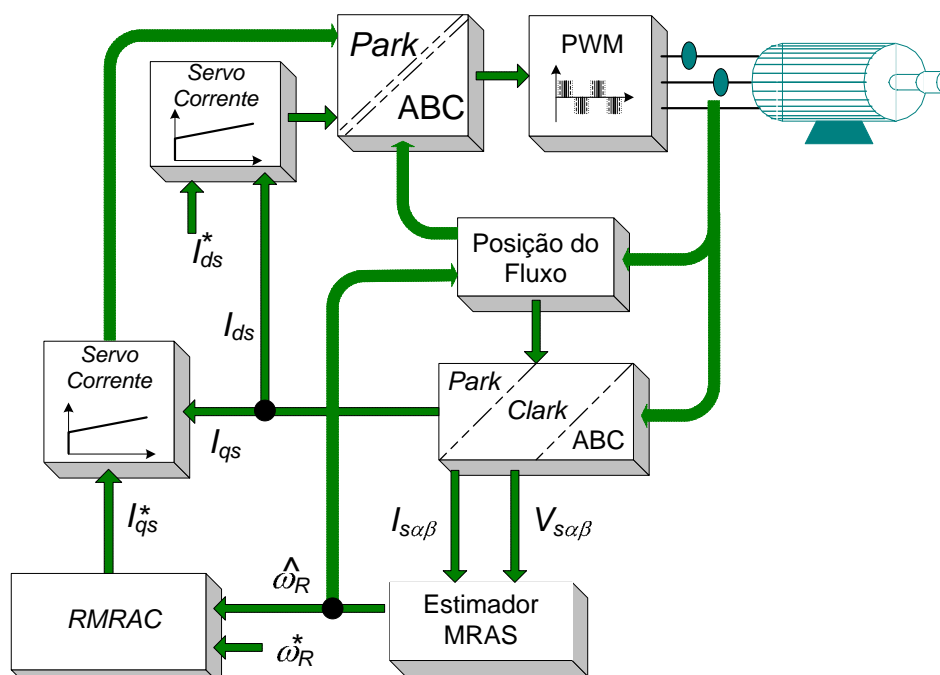 Park
ABC
PWM
Servo
Corrente
I*ds
Posição do
Fluxo
Ids
Servo
Corrente
Park
Clark
ABC
Iqs
I*qs
Isαβ
Vsαβ
ω̂R
RMRAC
Estimador
MRAS
ω*R